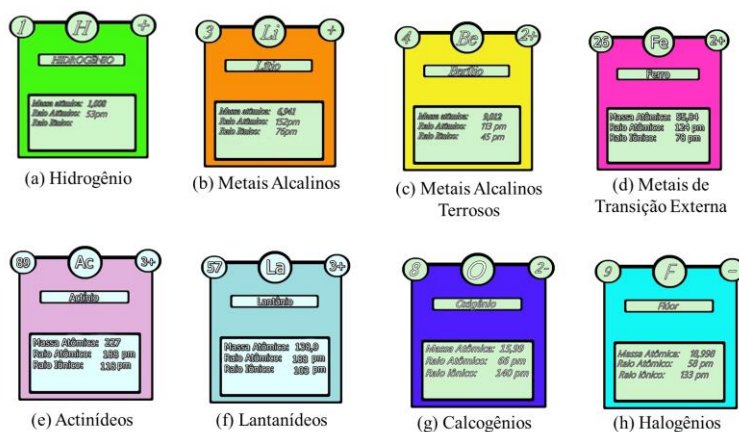 1 H +
HIDROGÊNIO
Massa atômica: 1,008
Raio Atômico: 53pm
Raio Iônico:
(a) Hidrogênio
3 Li +
Lítio
Massa atômica: 6,941
Raio Atômico: 152pm
Raio Iônico: 76pm
(b) Metais Alcalinos
4 Be 2+
Berílio
Massa atômica: 9,012
Raio Atômico: 113 pm
Raio Iônico: 45 pm
(c) Metais Alcalinos
Terrosos
26 Fe 2+
Ferro
Massa Atômica: 55,84
Raio Atômico: 124 pm
Raio Iônico: 78 pm
(d) Metais de
Transição Externa
89 Ac 3+
Actínio
Massa Atômica: 227
Raio Atômico: 188 pm
Raio Iônico: 118 pm
(e) Actinídeos
57 La 3+
Lantânio
Massa Atômica: 138,9
Raio Atômico: 188 pm
Raio Iônico: 103 pm
(f) Lantanídeos
8 O 2-
Oxigênio
Massa Atômica: 15,99
Raio Atômico: 66 pm
Raio Iônico: 140 pm
(g) Calcogênios
9 F -
Flúor
Massa Atômica: 18,998
Raio Atômico: 58 pm
Raio Iônico: 133 pm
(h) Halogênios